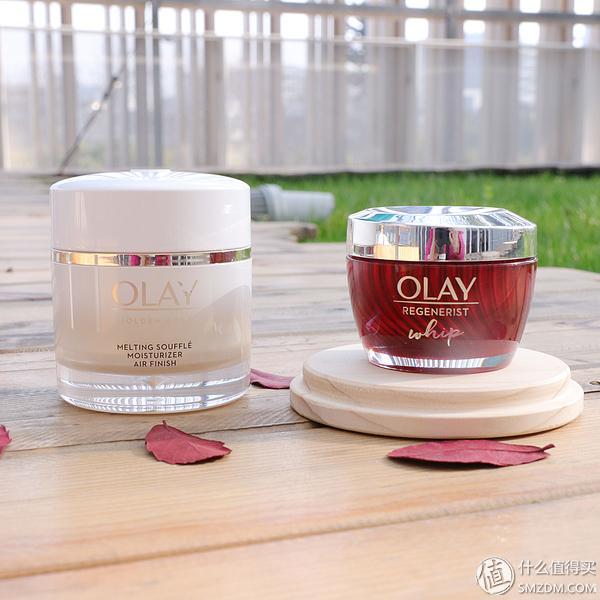 OLAY
MELTING SOUFFLÉ
MOISTURIZER
AIR FINISH
OLAY
REGENERIST
whip
值 什么值得买
SMZDM.COM